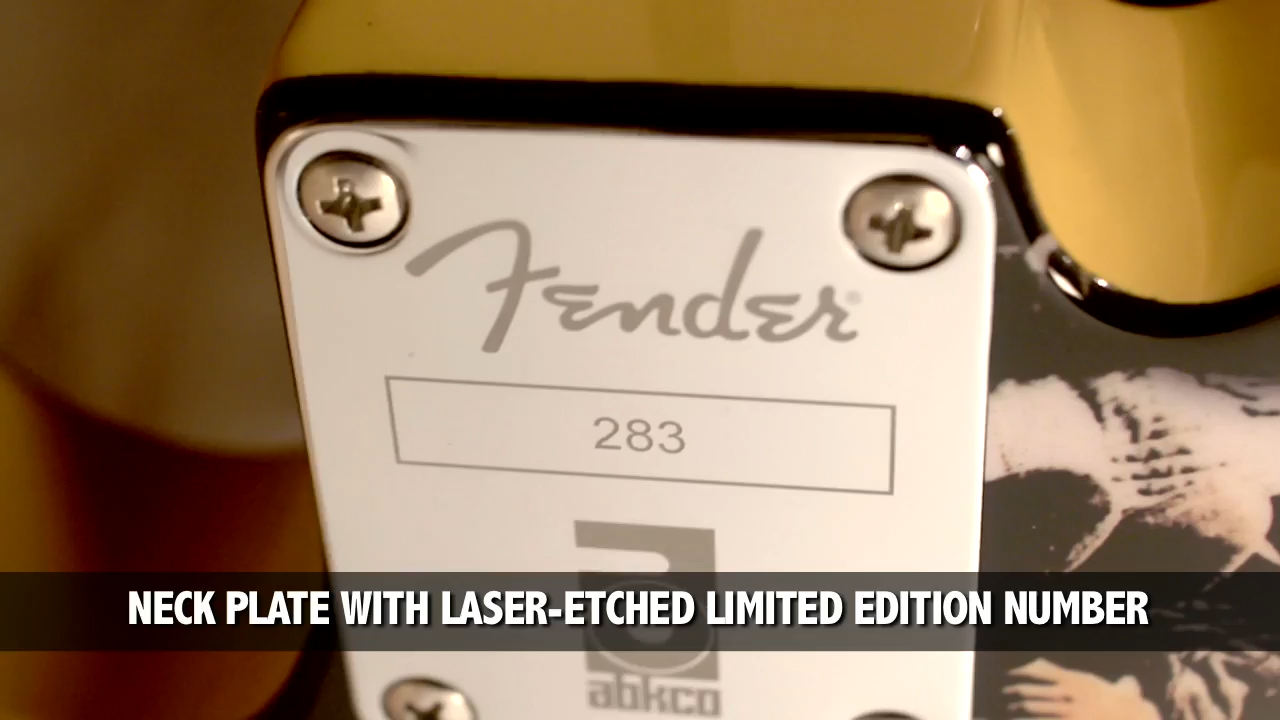 Fender®
283
abkco
NECK PLATE WITH LASER-ETCHED LIMITED EDITION NUMBER